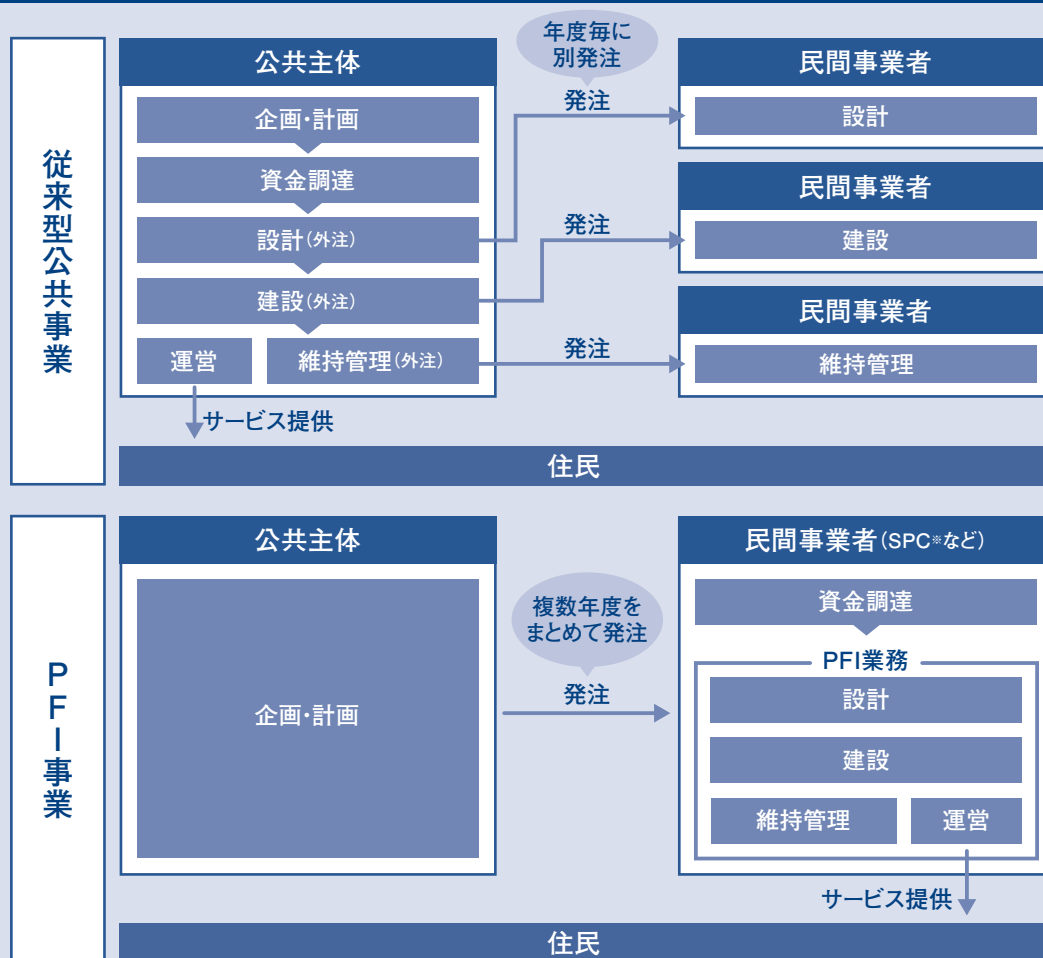 従来型公共事業
公共主体
企画・計画
資金調達
設計(外注)
建設(外注)
運営
維持管理(外注)
年度毎に
別発注
発注
発注
発注
民間事業者
設計
民間事業者
建設
民間事業者
維持管理
サービス提供
住民
PFI事業
公共主体
企画・計画
複数年度を
まとめて発注
発注
民間事業者(SPC※など)
資金調達
PFI業務
設計
建設
維持管理
運営
サービス提供
住民